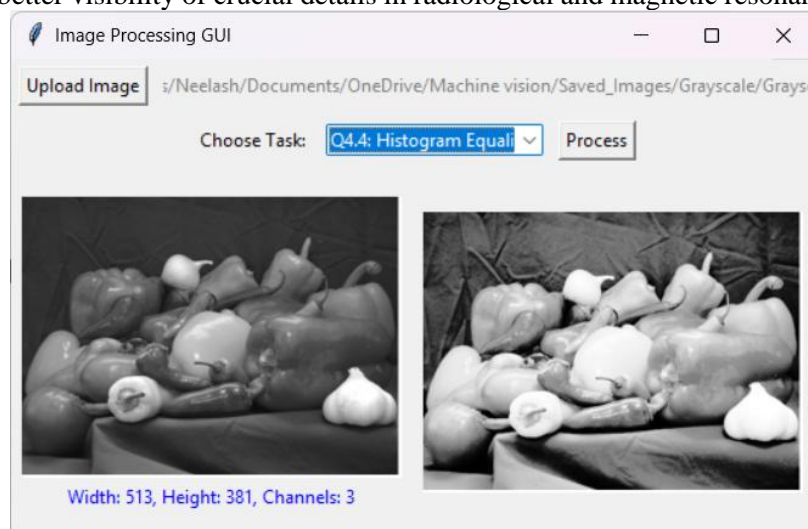 better visibility of crucial details in radiological and magnetic
Image Processing GUI
Upload Image s/Neelash/Documents/OneDrive/Machine vision/Saved_Images/Grayscale/Grays
Choose Task: Q4.4: Histogram Equali Process
Width: 513, Height: 381, Channels: 3